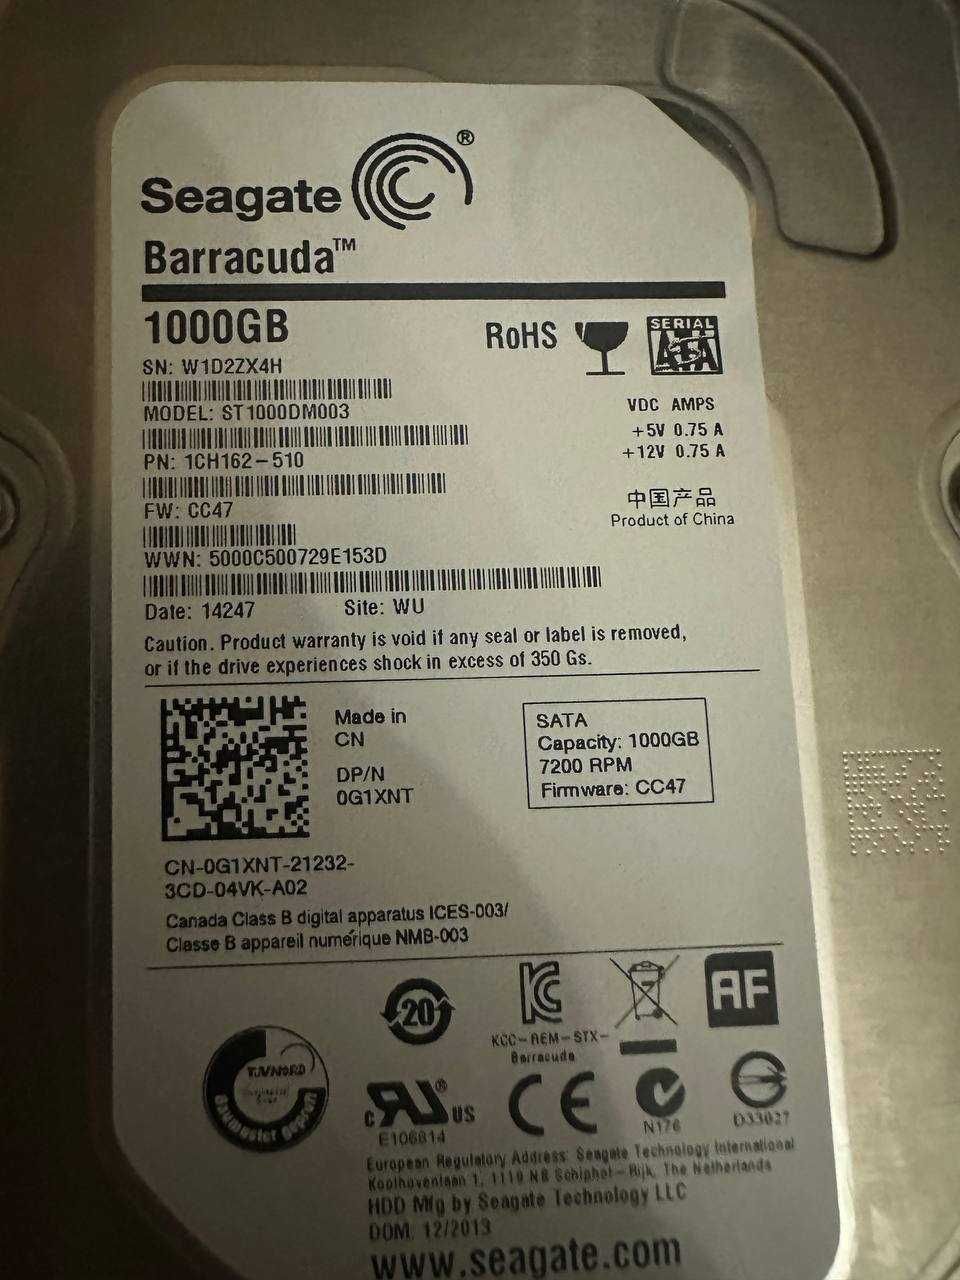 Seagate®
Barracuda™
1000GB
RoHS
SERIAL
ATA
SN: W1D2ZX4H
MODEL: ST1000DM003
VDC AMPS
+5V 0.75 A
+12V 0.75 A
PN: 1CH162-510
中国产品
Product of China
FW: CC47
WWN: 5000C500729E153D
Date: 14247 Site: WU
Caution. Product warranty is void if any seal or label is removed,
or if the drive experiences shock in excess of 350 Gs.
Made in
CN
DP/N
0G1XNT
SATA
Capacity: 1000GB
7200 RPM
Firmware: CC47
CN-0G1XNT-21232-
3CD-04VK-A02
Canada Class B digital apparatus ICES-003/
Classe B appareil numérique NMB-003
20
AF
KCC-REM-STX-
Barracuda
TUVNORD
Baumuster geprüft
c US
E106814
CE
N176
D33027
European Regulatory Address: Seagate Technology International
Koolhovenlaan 1, 1119 NB Schiphol-Rijk, The Netherlands
HDD Mfg by Seagate Technology LLC
DOM: 12/2013
www.seagate.com